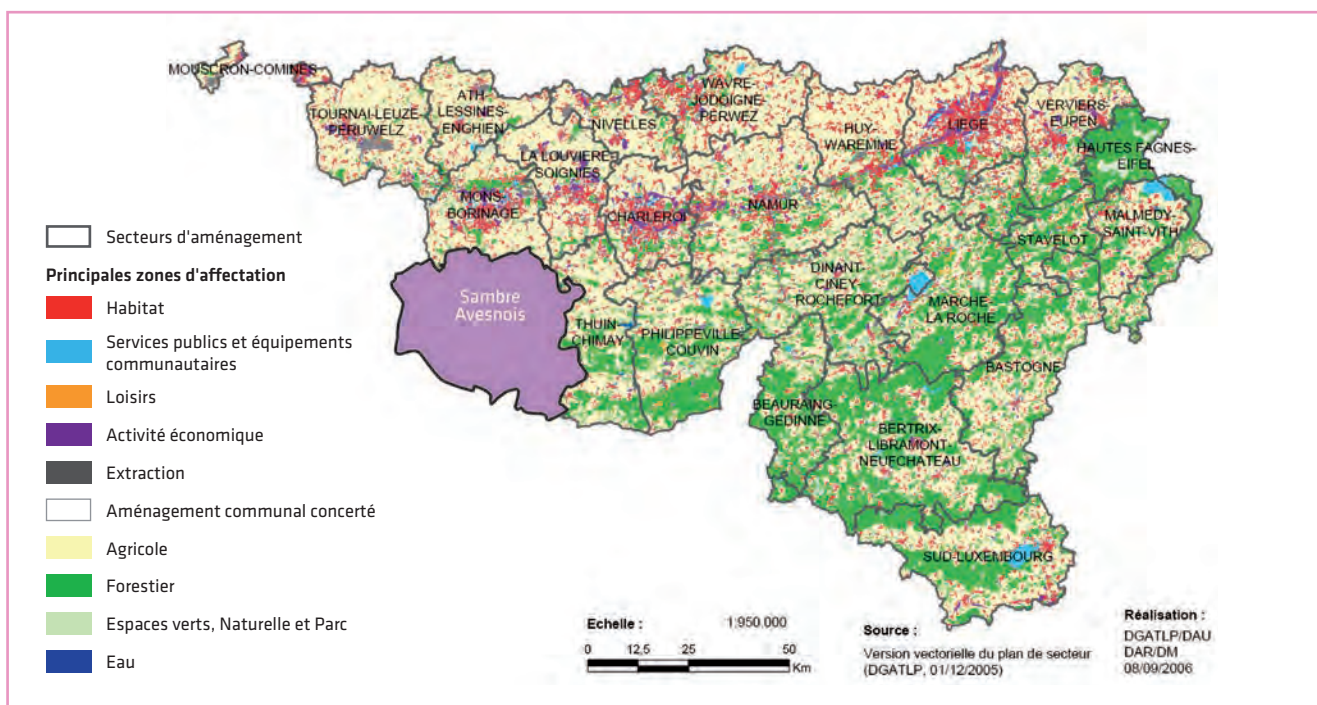 MOUSCRON-COMINES
TOURNAI-LEUZE-
PERUWELZ
ATH-
LESSINES-
ENGHIEN
NIVELLES
WAVRE-
JODOIGNE-
PERWEZ
HUY-
WAREMME
LIEGE
VERVIERS-
EUPEN
HAUTES FAGNES-
EIFEL
LA LOUVIERE-
SOIGNIES
MONS-
BORINAGE
CHARLEROI
NAMUR
MALMEDY-
SAINT-VITH
STAVELOT
Sambre
Avesnois
THUIN-
CHIMAY
PHILIPPEVILLE-
COUVIN
DINANT-
CINEY-
ROCHEFORT
MARCHE-
LA ROCHE
BASTOGNE
BEAURAING-
GEDINNE
BERTRIX-
LIBRAMONT-
NEUFCHATEAU
SUD-LUXEMBOURG
Secteurs d'aménagement
Principales zones d'affectation
Habitat
Services publics et équipements
communautaires
Loisirs
Activité économique
Extraction
Aménagement communal concerté
Agricole
Forestier
Espaces verts, Naturelle et Parc
Eau
Echelle : 1:950.000
0 12,5 25 50
Km
Source :
Version vectorielle du plan de secteur
(DGATLP, 01/12/2005)
Réalisation :
DGATLP/DAU
DAR/DM
08/09/2006